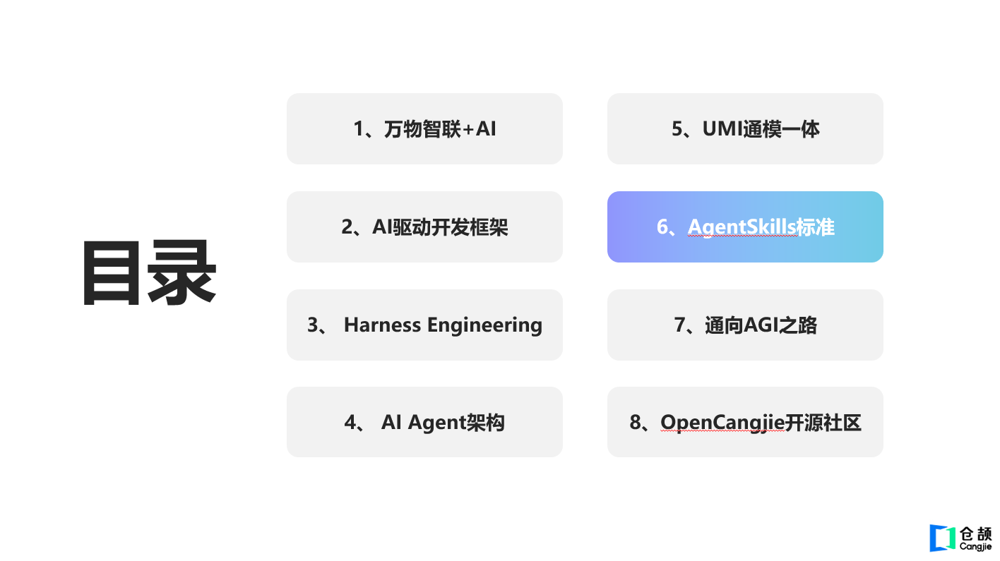 目录
1、万物智联+AI
2、AI驱动开发框架
3、 Harness Engineering
4、 AI Agent架构
5、UMI通模一体
6、AgentSkills标准
7、通向AGI之路
8、OpenCangjie开源社区
仓颉
Cangjie